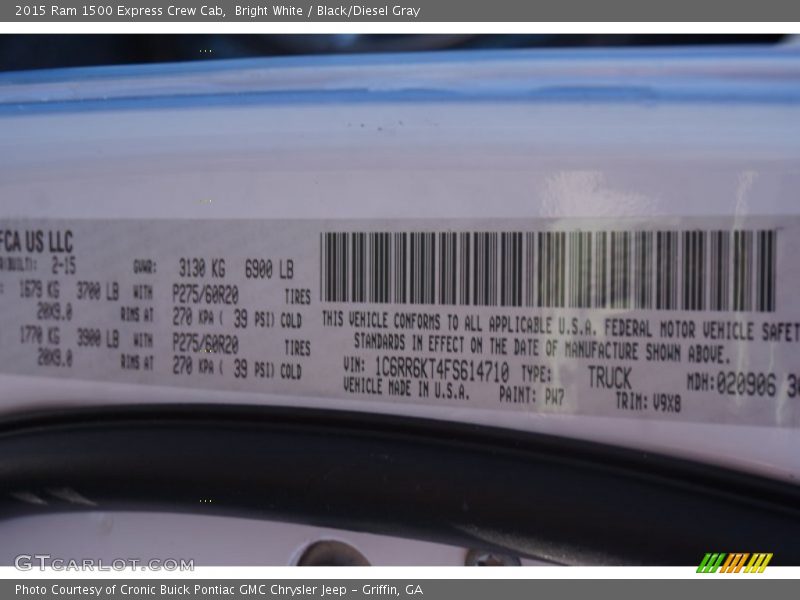 2015 Ram 1500 Express Crew Cab,  Bright White / Black/Diesel Gray
FCA US LLC
2-15 GVWR: 3130 KG 6900 LB
1679 KG 3700 LB WITH P275/60R20 TIRES
20X9.0 RIMS AT 270 KPA ( 39 PSI) COLD
1770 KG 3900 LB WITH P275/60R20 TIRES
20X9.0 RIMS AT 270 KPA ( 39 PSI) COLD
THIS VEHICLE CONFORMS TO ALL APPLICABLE U.S.A. FEDERAL MOTOR VEHICLE SAFET
STANDARDS IN EFFECT ON THE DATE OF MANUFACTURE SHOWN ABOVE.
VIN: 1C6RR6KT4FS614710 TYPE: TRUCK MDH: 020906
VEHICLE MADE IN U.S.A. PAINT: PW7 TRIM: V9X8
GTCARLOT.COM
Photo Courtesy of Cronic Buick Pontiac GMC Chrysler Jeep – Griffin, GA